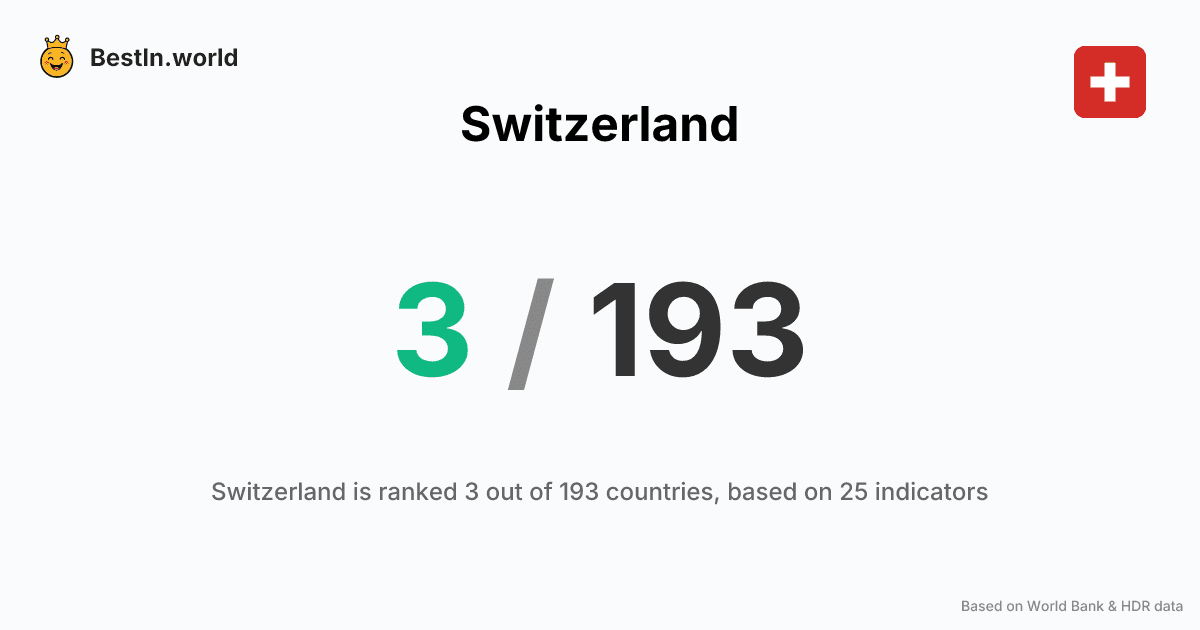 BestIn.world
Switzerland
3 / 193
Switzerland is ranked 3 out of 193 countries, based on 25 indicators
Based on World Bank & HDR data